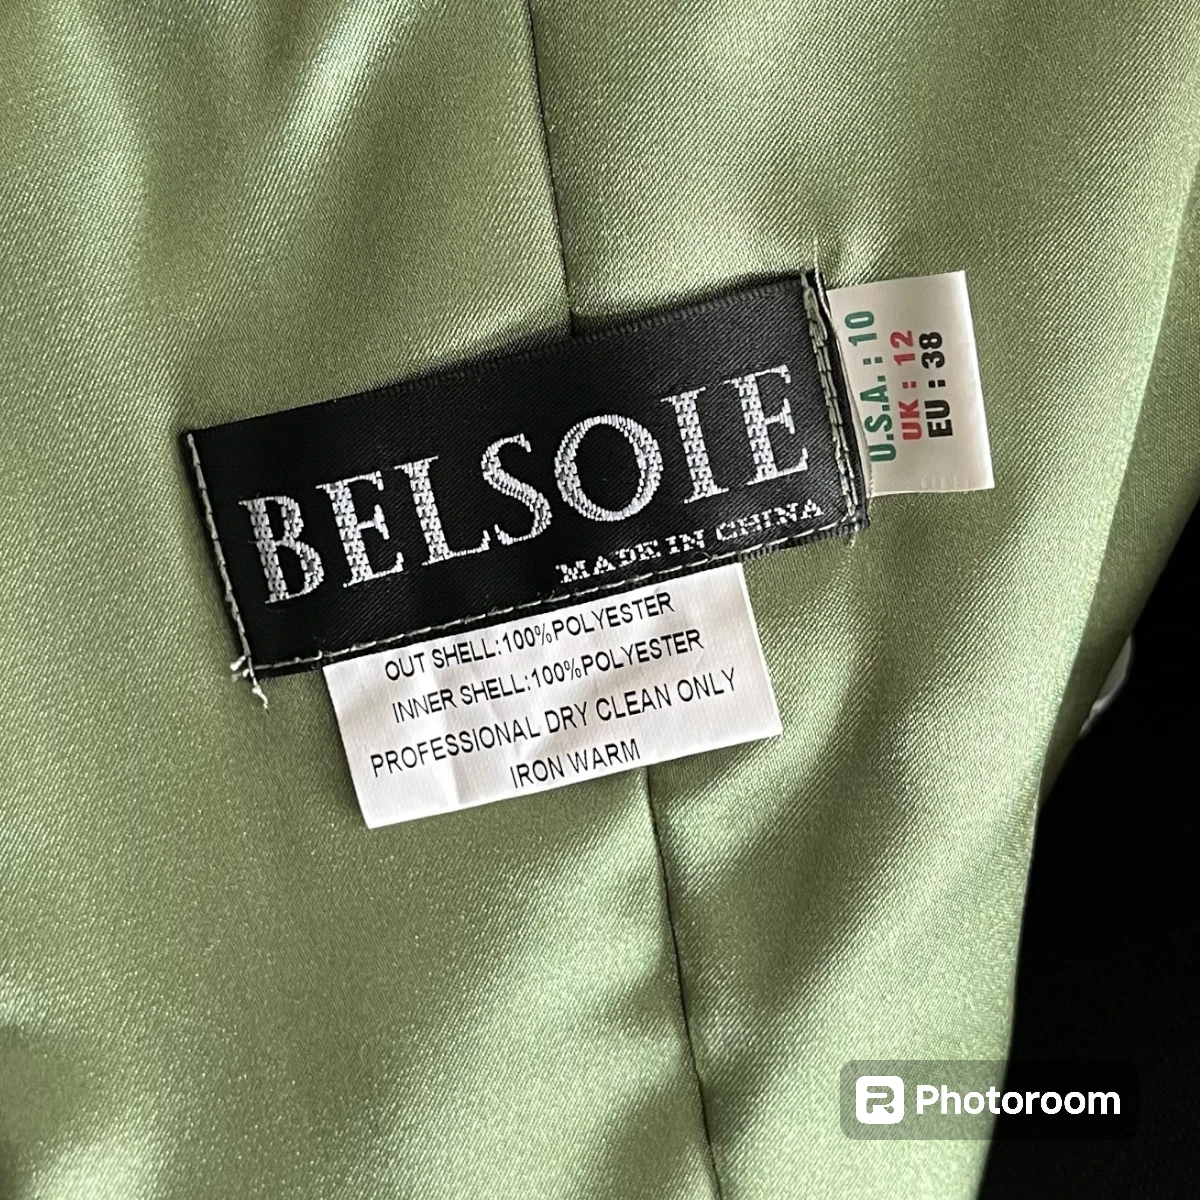 BELSOIE
MADE IN CHINA
U.S.A. : 10
UK : 12
EU : 38
OUT SHELL:100%POLYESTER
INNER SHELL:100%POLYESTER
PROFESSIONAL DRY CLEAN ONLY
IRON WARM
Photoroom